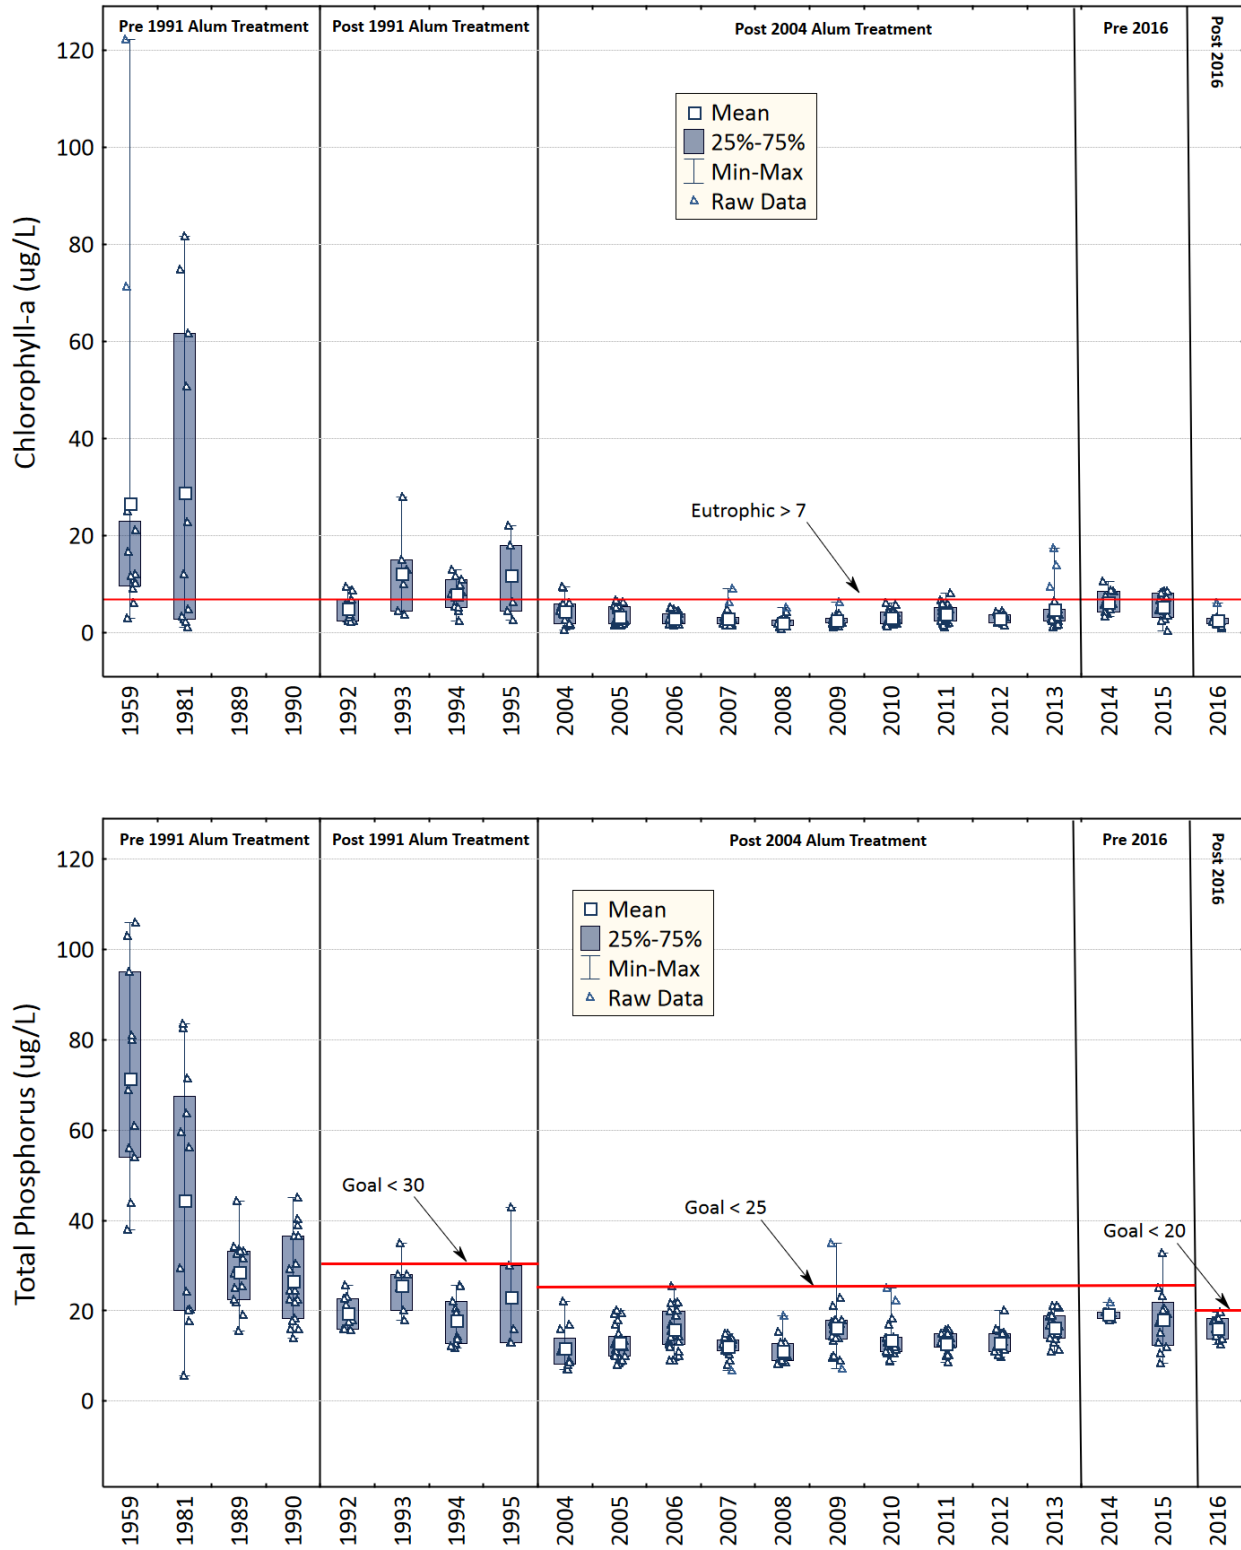 Pre 1991 Alum Treatment
Post 1991 Alum Treatment
Post 2004 Alum Treatment
Pre 2016
Post 2016
120
100
80
60
40
20
0
Chlorophyll-a (ug/L)
Mean
25%-75%
Min-Max
Raw Data
Eutrophic > 7
1959
1981
1989
1990
1992
1993
1994
1995
2004
2005
2006
2007
2008
2009
2010
2011
2012
2013
2014
2015
2016
Pre 1991 Alum Treatment
Post 1991 Alum Treatment
Post 2004 Alum Treatment
Pre 2016
Post 2016
120
100
80
60
40
20
0
Total Phosphorus (ug/L)
Mean
25%-75%
Min-Max
Raw Data
Goal < 30
Goal < 25
Goal < 20
1959
1981
1989
1990
1992
1993
1994
1995
2004
2005
2006
2007
2008
2009
2010
2011
2012
2013
2014
2015
2016